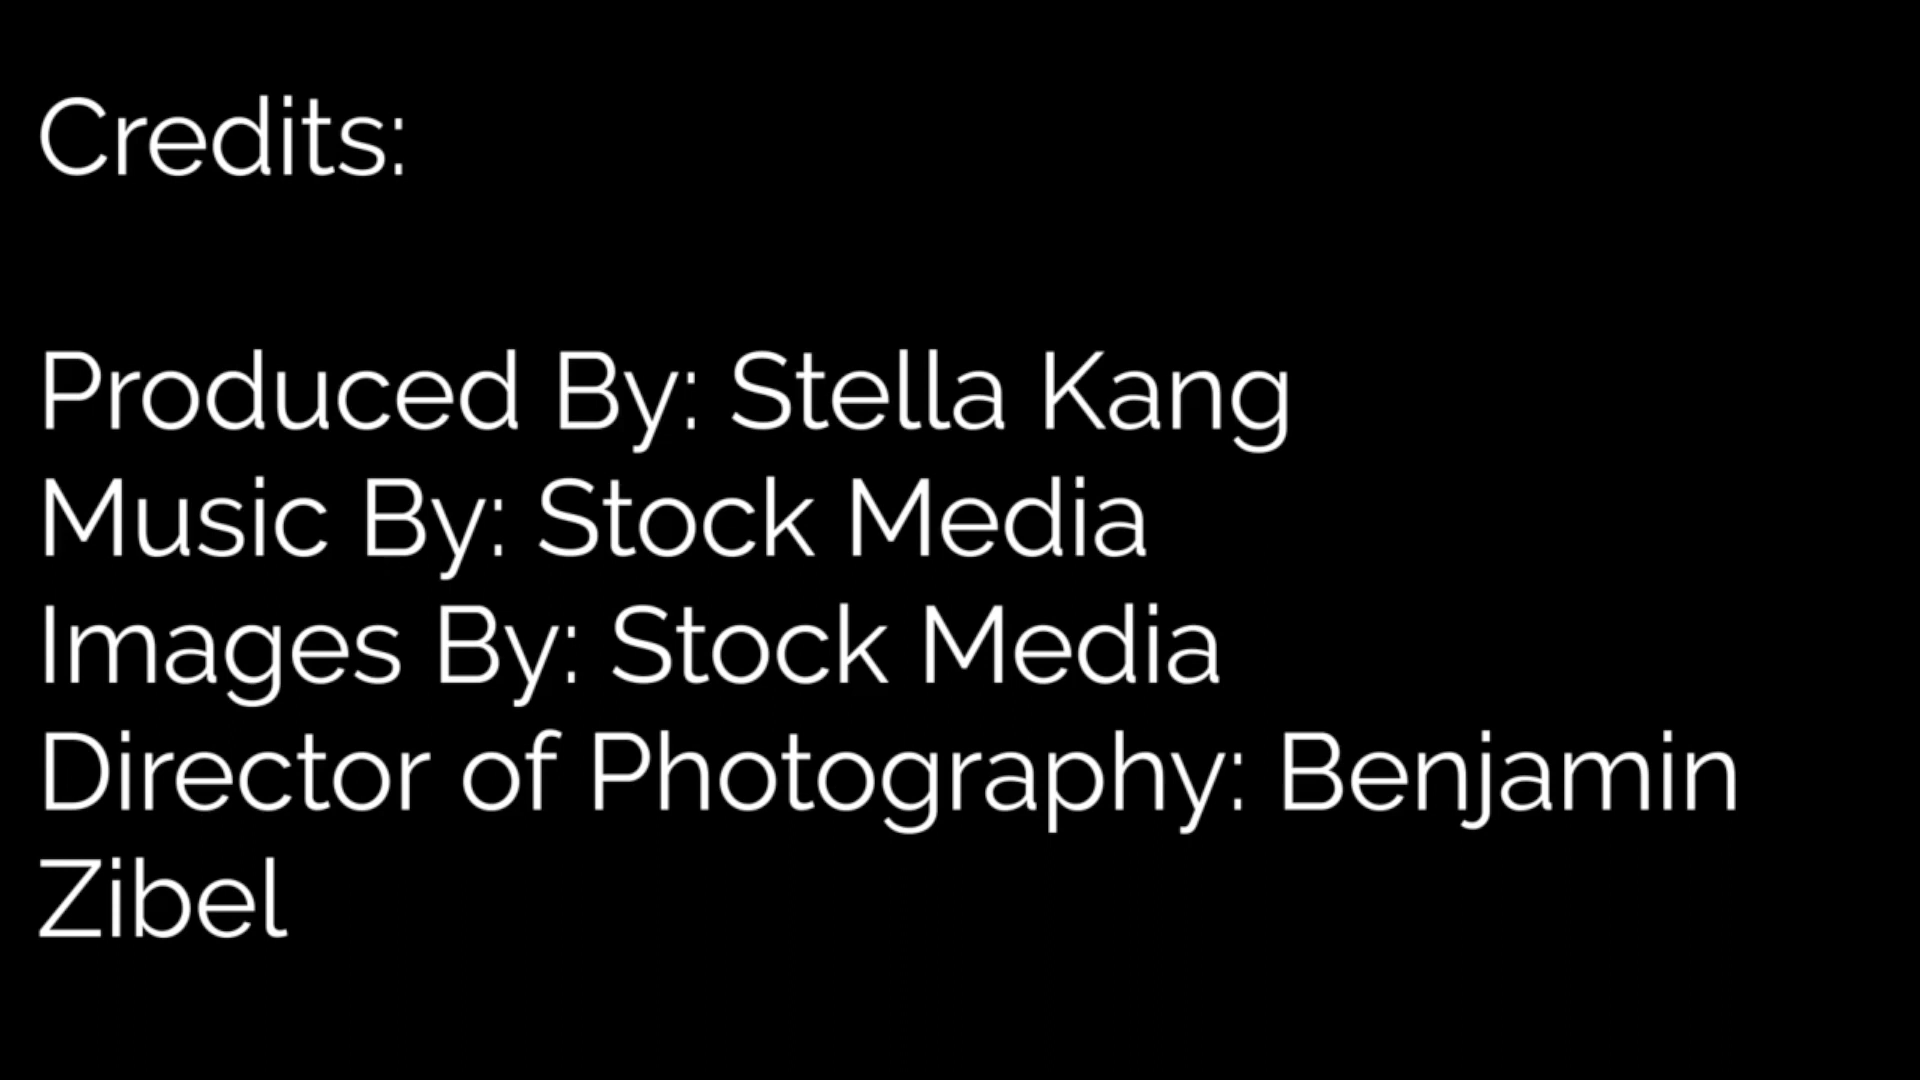 Credits:
Produced By: Stella Kang
Music By: Stock Media
Images By: Stock Media
Director of Photography: Benjamin
Zibel